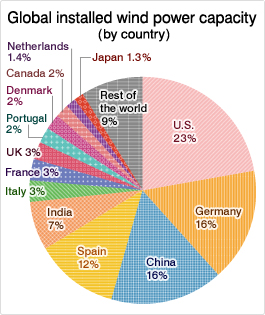 Global installed wind power capacity
(by country)
Netherlands
1.4%
Japan 1.3%
Canada 2%
Denmark
2%
Rest of
the world
9%
Portugal
2%
U.S.
23%
UK 3%
France 3%
Italy 3%
India
7%
Germany
16%
Spain
12%
China
16%